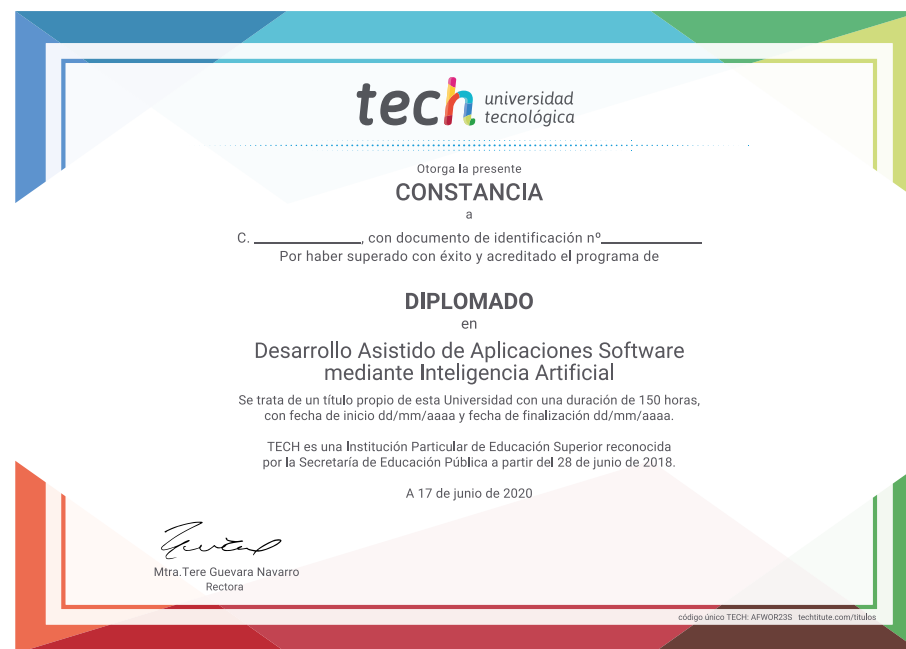 tech universidad
tecnológica
Otorga la presente
CONSTANCIA
a
C. ____________, con documento de identificación nº____________
Por haber superado con éxito y acreditado el programa de
DIPLOMADO
en
Desarrollo Asistido de Aplicaciones Software
mediante Inteligencia Artificial
Se trata de un título propio de esta Universidad con una duración de 150 horas,
con fecha de inicio dd/mm/aaaa y fecha de finalización dd/mm/aaaa.
TECH es una Institución Particular de Educación Superior reconocida
por la Secretaría de Educación Pública a partir del 28 de junio de 2018.
A 17 de junio de 2020
Mtra.Tere Guevara Navarro
Rectora
código único TECH: AFWOR23S techtitute.com/titulos